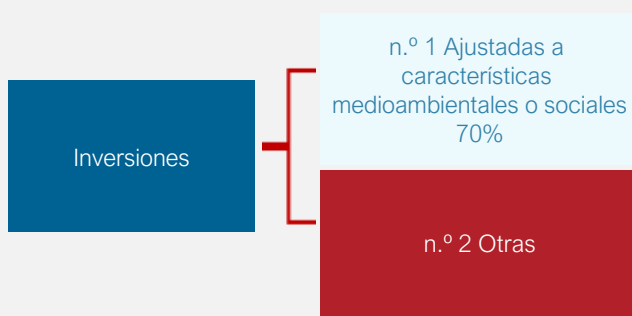 Inversiones
n.º 1 Ajustadas a
características
medioambientales o sociales
70%
n.º 2 Otras